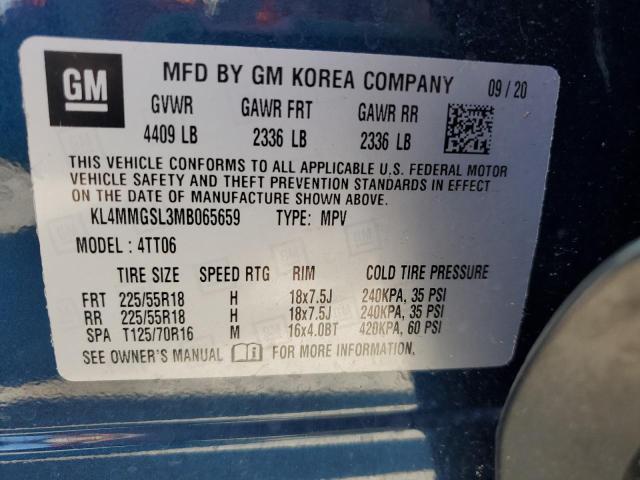 GM MFD BY GM KOREA COMPANY 09/20
GVWR GAWR FRT GAWR RR
4409 LB 2336 LB 2336 LB
THIS VEHICLE CONFORMS TO ALL APPLICABLE U.S. FEDERAL MOTOR
VEHICLE SAFETY AND THEFT PREVENTION STANDARDS IN EFFECT
ON THE DATE OF MANUFACTURE SHOWN ABOVE.
KL4MMGSL3MB065659 TYPE: MPV
MODEL: 4TT06
TIRE SIZE SPEED RTG RIM COLD TIRE PRESSURE
FRT 225/55R18 H 18x7.5J 240KPA, 35 PSI
RR 225/55R18 H 18x7.5J 240KPA, 35 PSI
SPA T125/70R16 M 16x4.0BT 420KPA, 60 PSI
SEE OWNER'S MANUAL FOR MORE INFORMATION.